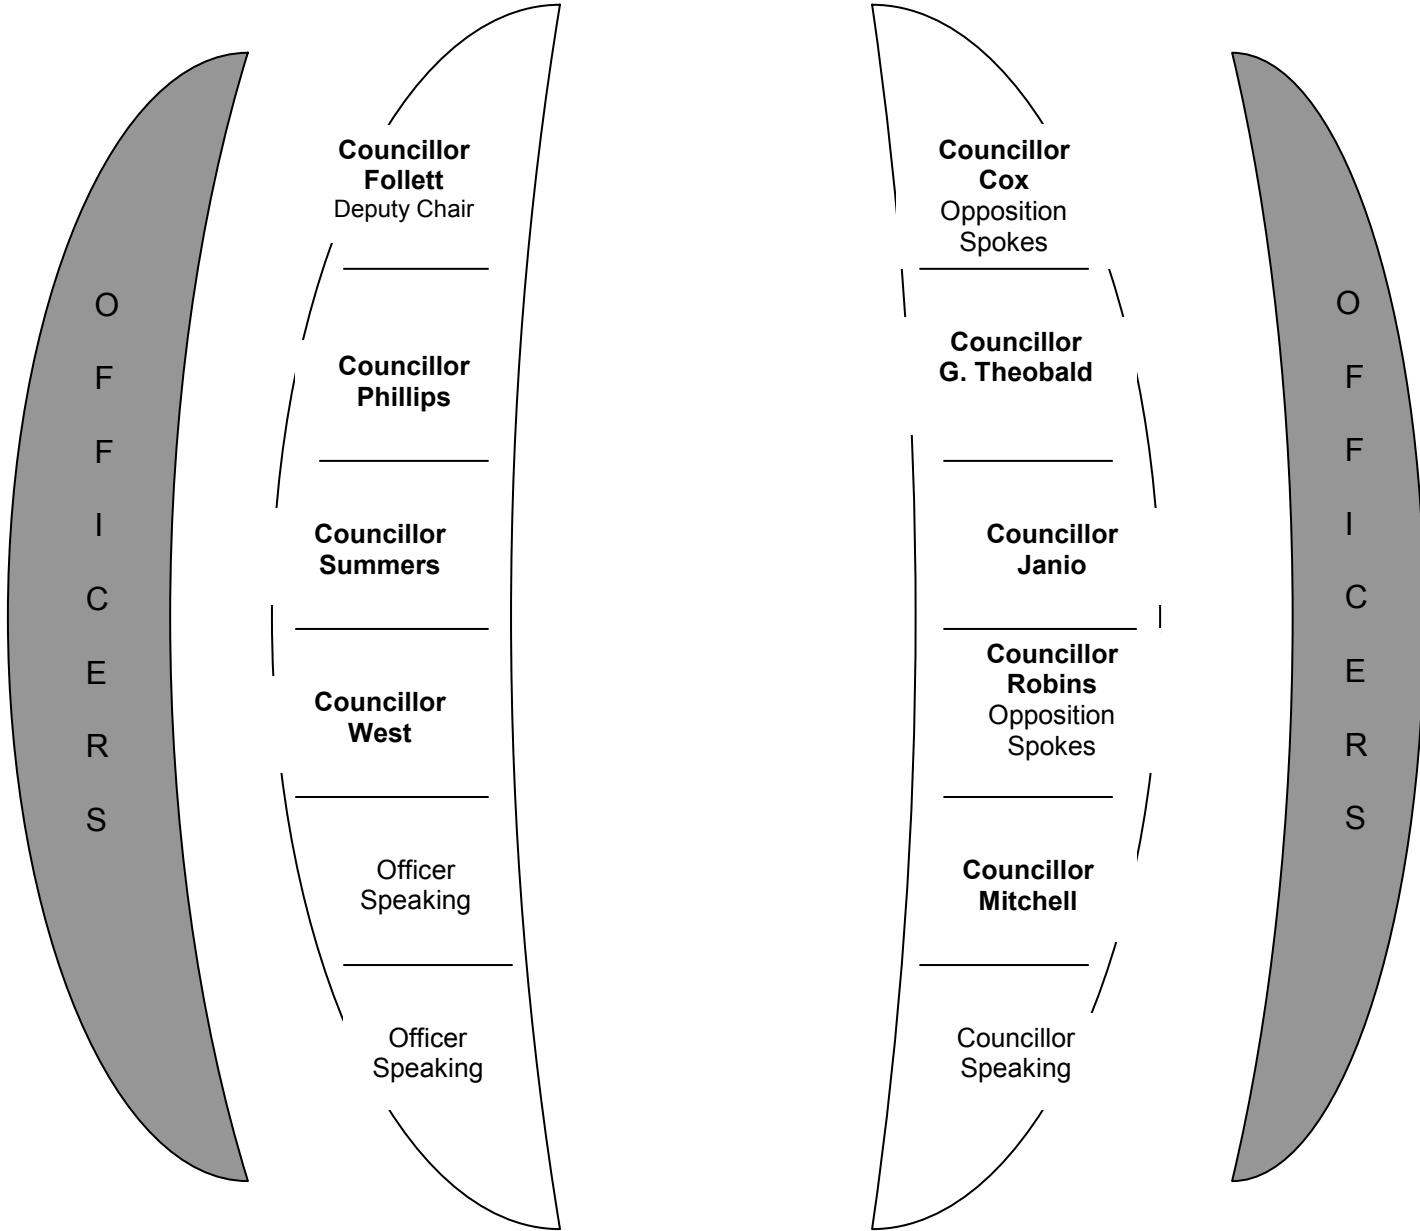 O
F
F
I
C
E
R
S
Councillor
Follett
Deputy Chair
Councillor
Phillips
Councillor
Summers
Councillor
West
Officer
Speaking
Officer
Speaking
Councillor
Cox
Opposition
Spokes
Councillor
G. Theobald
Councillor
Janio
Councillor
Robins
Opposition
Spokes
Councillor
Mitchell
Councillor
Speaking
O
F
F
I
C
E
R
S